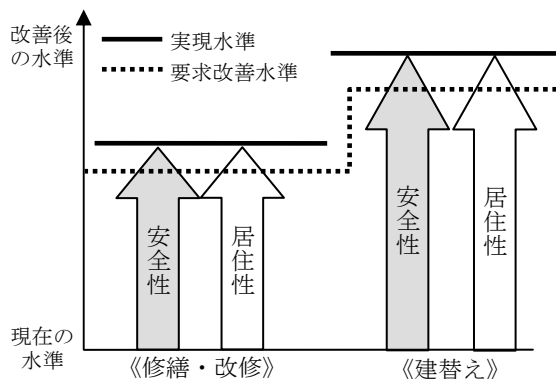 改善後
の水準
実現水準
要求改善水準
安全性
居住性
安全性
居住性
現在の
水準
《修繕・改修》
《建替え》